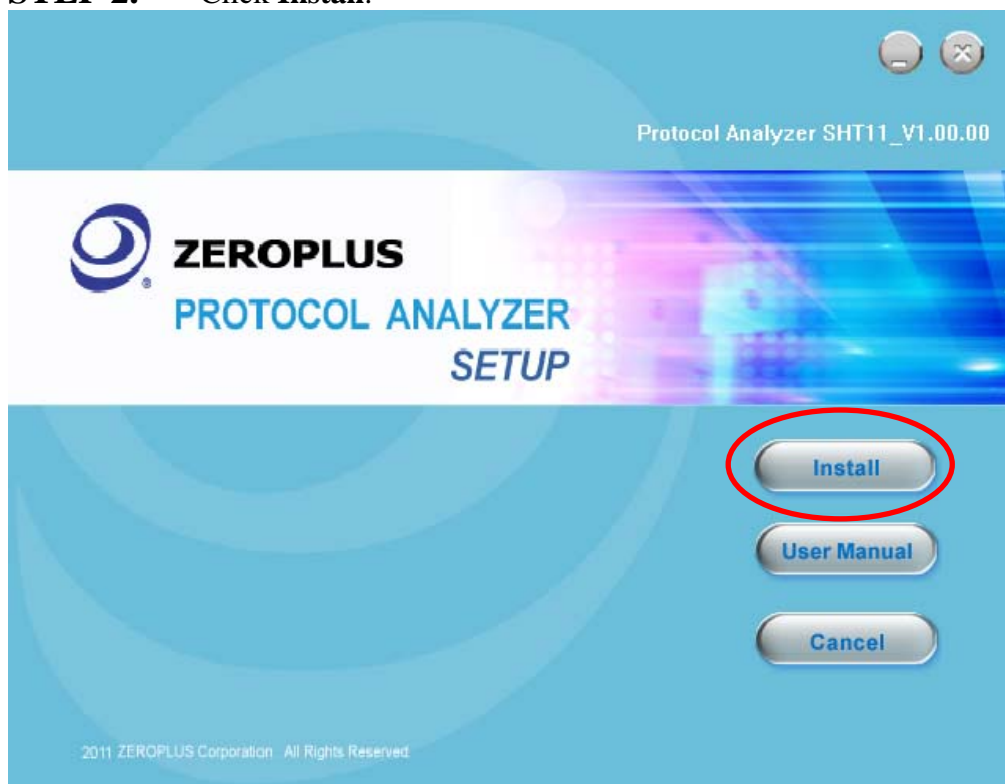 STEP 2. Click Install.
Protocol Analyzer SHT11_V1.00.00
ZEROPLUS
®
PROTOCOL ANALYZER
SETUP
Install
User Manual
Cancel
2011 ZEROPLUS Corporation All Rights Reserved